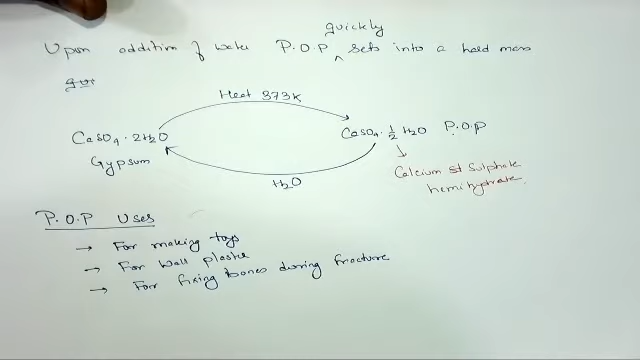 Upon addition of water P.O.P quickly ^ sets into a hard mass
Heat 373K
CaSO4 · 2H2O
Gypsum
CaSO4 · 1/2 H2O P.O.P
H2O
Calcium Sulphate
hemihydrate
P.O.P Uses
→ For making toys
→ For Wall plaster
→ For fixing bones during fracture